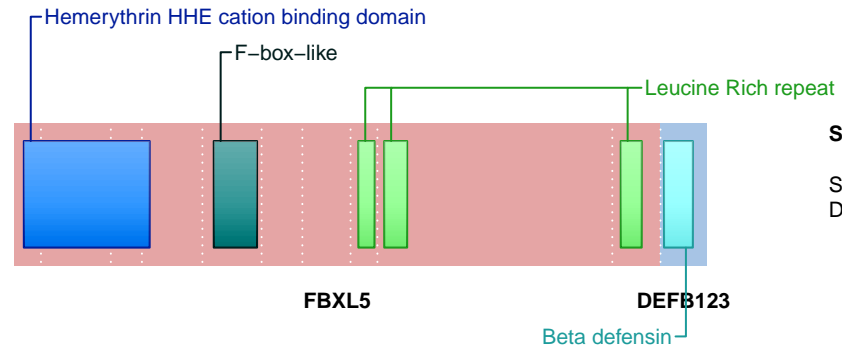 Hemerythrin HHE cation binding domain
F−box−like
Leucine Rich repeat
S
S
D
FBXL5 DEFB123
Beta defensin